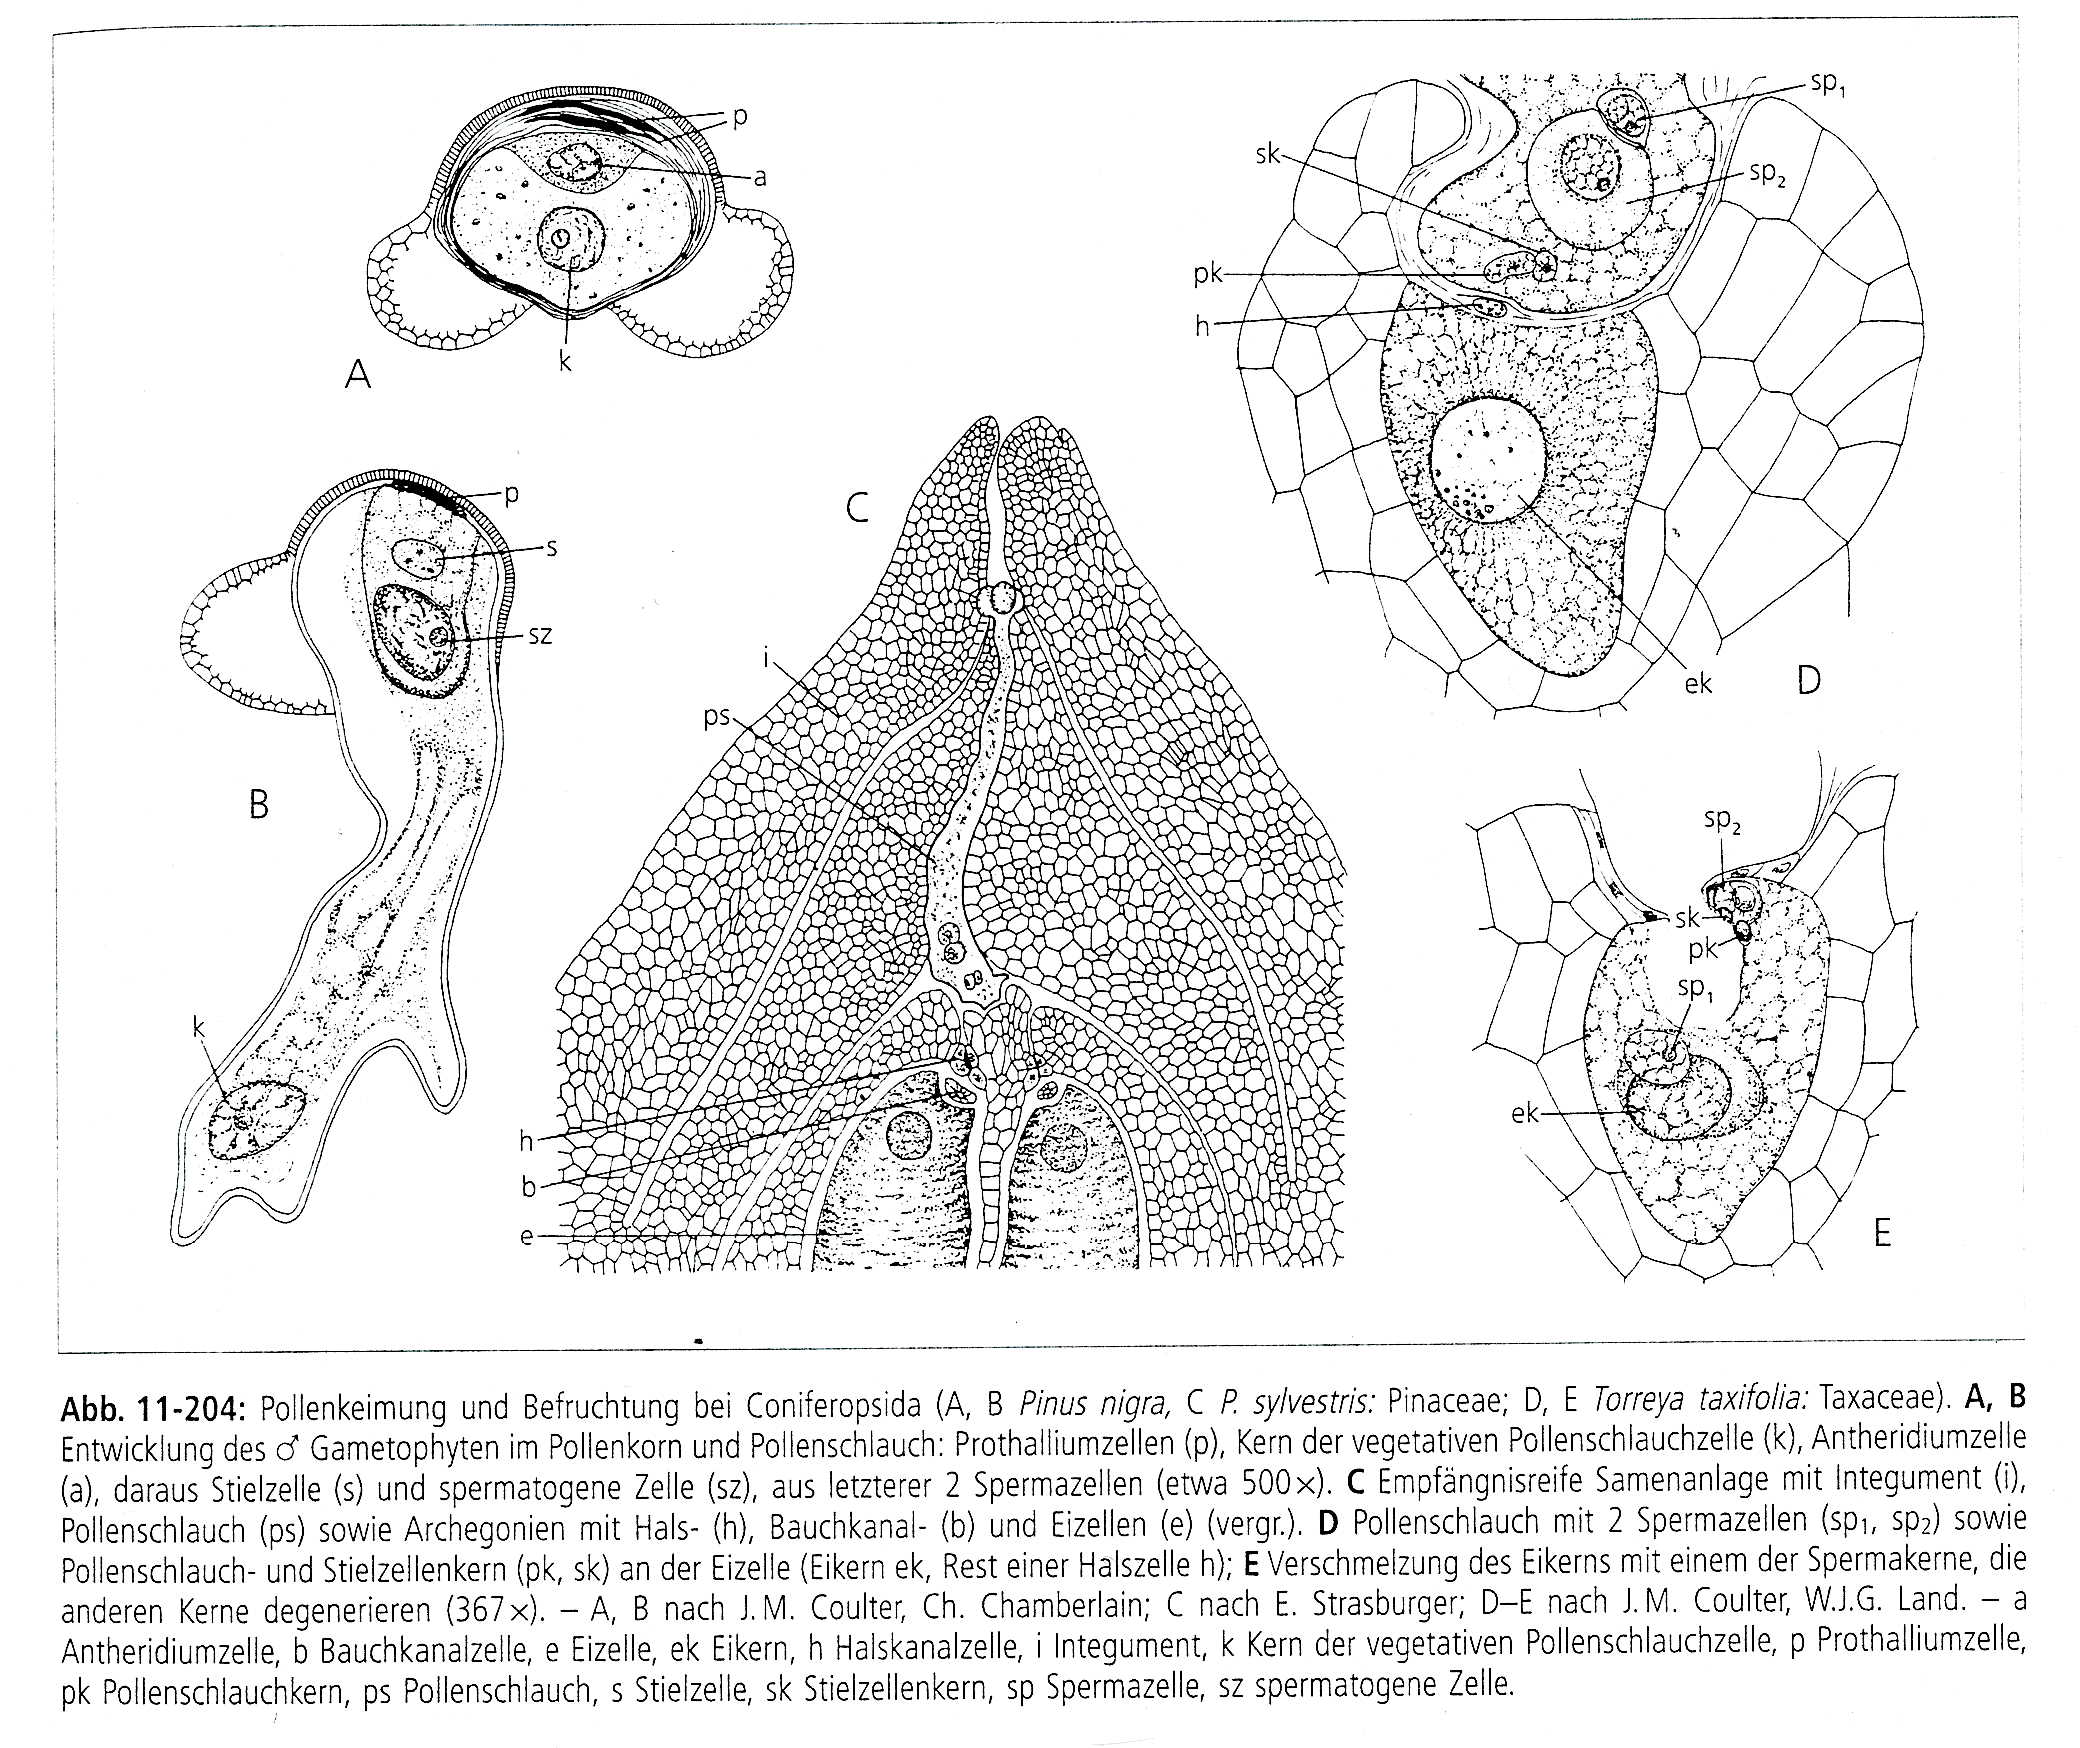 p
a
k
A
sp₁
sk
sp₂
pk
h
ek
D
p
s
sz
B
k
C
i
ps
h
b
e
sp₂
sk
pk
sp₁
ek
E
Abb. 11-204: Pollenkeimung und Befruchtung bei Coniferopsida (A, B Pinus nigra, C P. sylvestris: Pinaceae; D, E Torreya taxifolia: Taxaceae). A, B
Entwicklung des ♂ Gametophyten im Pollenkorn und Pollenschlauch: Prothalliumzellen (p), Kern der vegetativen Pollenschlauchzelle (k), Antheridiumzelle
(a), daraus Stielzelle (s) und spermatogene Zelle (sz), aus letzterer 2 Spermazellen (etwa 500×). C Empfängnisreife Samenanlage mit Integument (i),
Pollenschlauch (ps) sowie Archegonien mit Hals- (h), Bauchkanal- (b) und Eizellen (e) (vergr.). D Pollenschlauch mit 2 Spermazellen (sp₁, sp₂) sowie
Pollenschlauch- und Stielzellenkern (pk, sk) an der Eizelle (Eikern ek, Rest einer Halszelle h); E Verschmelzung des Eikerns mit einem der Spermakerne, die
anderen Kerne degenerieren (367×). – A, B nach J. M. Coulter, Ch. Chamberlain; C nach E. Strasburger; D–E nach J. M. Coulter, W.J.G. Land. – a
Antheridiumzelle, b Bauchkanalzelle, e Eizelle, ek Eikern, h Halskanalzelle, i Integument, k Kern der vegetativen Pollenschlauchzelle, p Prothalliumzelle,
pk Pollenschlauchkern, ps Pollenschlauch, s Stielzelle, sk Stielzellenkern, sp Spermazelle, sz spermatogene Zelle.